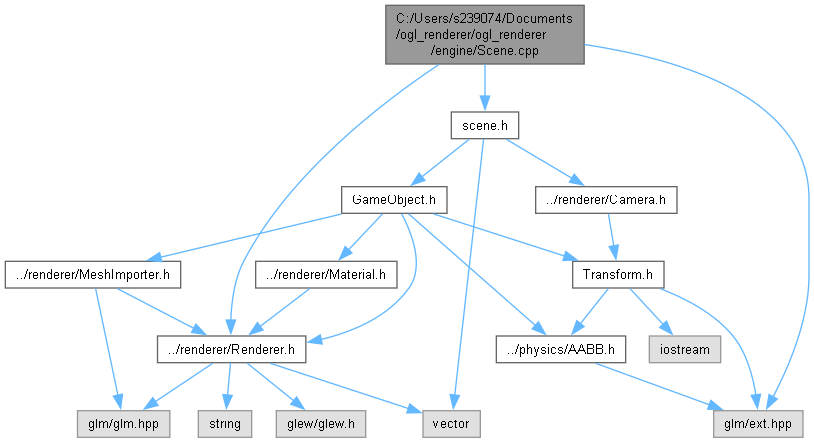 C:/Users/s239074/Documents
/ogl_renderer/ogl_renderer
/engine/Scene.cpp
scene.h
GameObject.h
../renderer/Camera.h
../renderer/MeshImporter.h
../renderer/Material.h
Transform.h
../renderer/Renderer.h
../physics/AABB.h
iostream
glm/glm.hpp
string
glew/glew.h
vector
glm/ext.hpp